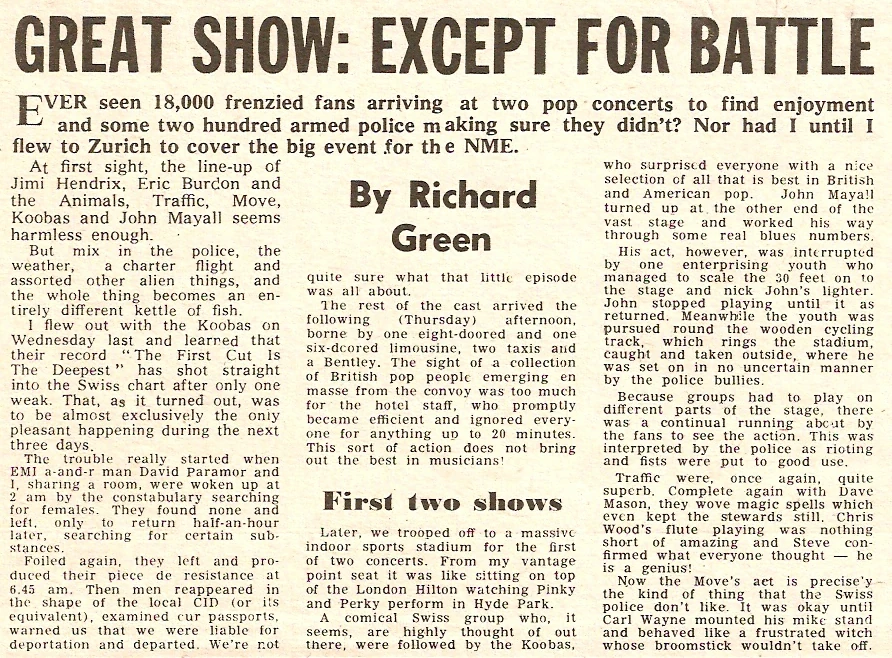 GREAT SHOW: EXCEPT FOR BATTLE
EVER seen 18,000 frenzied fans arriving at two pop concerts to find enjoyment
and some two hundred armed police making sure they didn't? Nor had I until I
flew to Zurich to cover the big event for the NME.
At first sight, the line-up of
Jimi Hendrix, Eric Burdon and
the Animals, Traffic, Move,
Koobas and John Mayall seems
harmless enough.
But mix in the police, the
weather, a charter flight and
assorted other alien things, and
the whole thing becomes an en-
tirely different kettle of fish.
I flew out with the Koobas on
Wednesday last and learned that
their record "The First Cut Is
The Deepest" has shot straight
into the Swiss chart after only one
weak. That, as it turned out, was
to be almost exclusively the only
pleasant happening during the next
three days.
The trouble really started when
EMI a-and-r man David Paramor and
I, sharing a room, were woken up at
2 am by the constabulary searching
for females. They found none and
left, only to return half-an-hour
later, searching for certain sub-
stances.
Foiled again, they left and pro-
duced their piece de resistance at
6.45 am. Then men reappeared in
the shape of the local CID (or its
equivalent), examined our passports,
warned us that we were liable for
deportation and departed. We're not
By Richard
Green
quite sure what that little episode
was all about.
The rest of the cast arrived the
following (Thursday) afternoon,
borne by one eight-doored and one
six-doored limousine, two taxis and
a Bentley. The sight of a collection
of British pop people emerging en
masse from the convoy was too much
for the hotel staff, who promptly
became efficient and ignored every-
one for anything up to 20 minutes.
This sort of action does not bring
out the best in musicians!
First two shows
Later, we trooped off to a massive
indoor sports stadium for the first
of two concerts. From my vantage
point seat it was like sitting on top
of the London Hilton watching Pinky
and Perky perform in Hyde Park.
A comical Swiss group who, it
seems, are highly thought of out
there, were followed by the Koobas,
who surprised everyone with a nice
selection of all that is best in British
and American pop. John Mayall
turned up at the other end of the
vast stage and worked his way
through some real blues numbers.
His act, however, was interrupted
by one enterprising youth who
managed to scale the 30 feet on to
the stage and nick John's lighter.
John stopped playing until it as
returned. Meanwhile the youth was
pursued round the wooden cycling
track, which rings the stadium,
caught and taken outside, where he
was set on in no uncertain manner
by the police bullies.
Because groups had to play on
different parts of the stage, there
was a continual running about by
the fans to see the action. This was
interpreted by the police as rioting
and fists were put to good use.
Traffic were, once again, quite
superb. Complete again with Dave
Mason, they wove magic spells which
even kept the stewards still. Chris
Wood's flute playing was nothing
short of amazing and Steve con-
firmed what everyone thought — he
is a genius!
Now the Move's act is precise'y
the kind of thing that the Swiss
police don't like. It was okay until
Carl Wayne mounted his mike stand
and behaved like a frustrated witch
whose broomstick wouldn't take off.